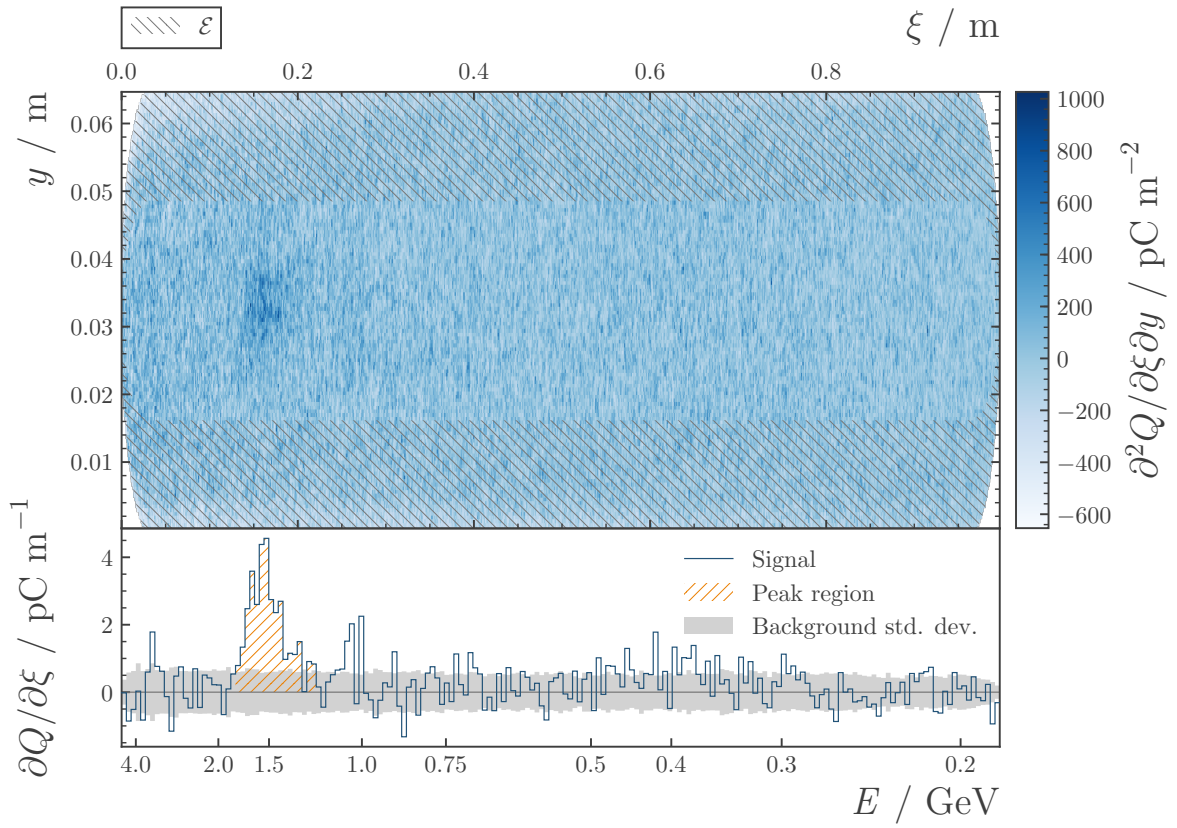 ℰ
ξ / m
0.0 0.2 0.4 0.6 0.8
y / m
0.06
0.05
0.04
0.03
0.02
0.01
1000
800
600
400
200
0
−200
−400
−600
∂²Q/∂ξ∂y / pC m⁻²
∂Q/∂ξ / pC m⁻¹
4
2
0
Signal
Peak region
Background std. dev.
4.0 2.0 1.5 1.0 0.75 0.5 0.4 0.3 0.2
E / GeV